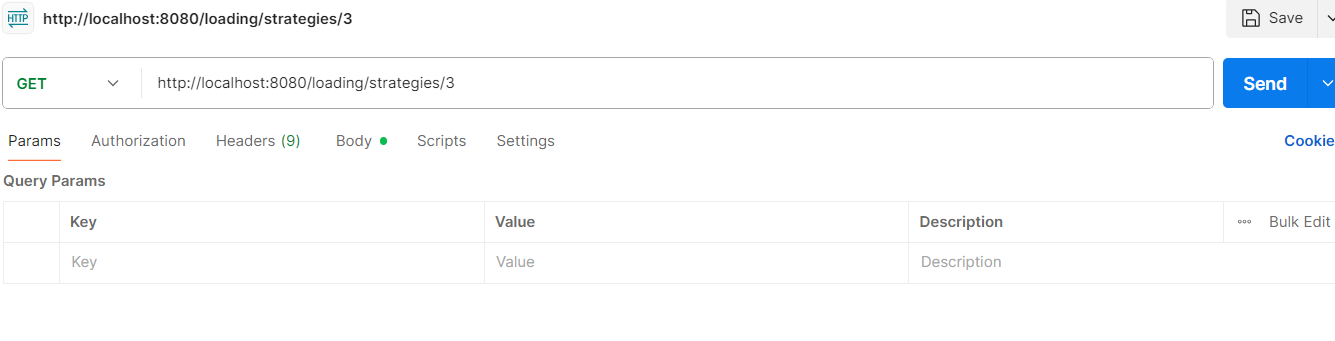 HTTP http://localhost:8080/loading/strategies/3 Save
GET http://localhost:8080/loading/strategies/3 Send
Params Authorization Headers (9) Body Scripts Settings Cookie
Query Params
Key Value Description Bulk Edit
Key Value Description